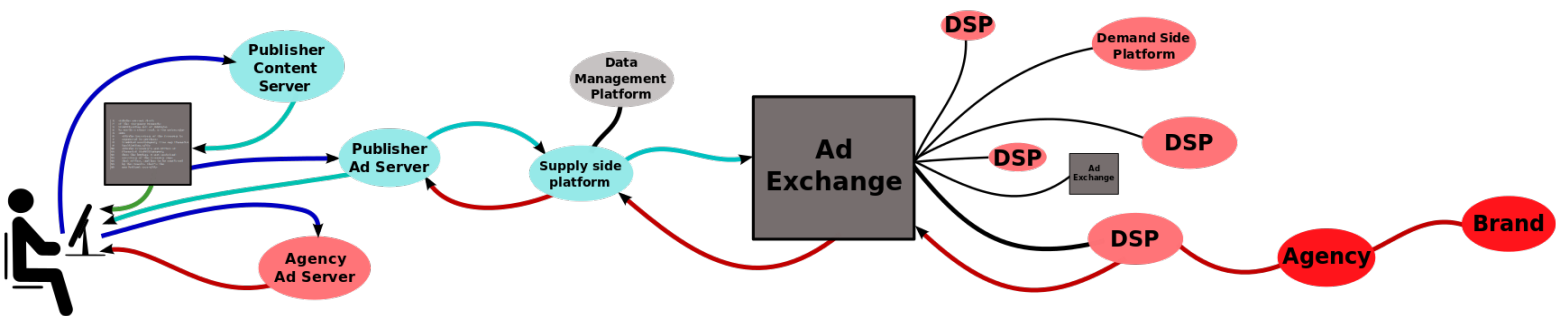 Publisher
Content
Server
Publisher
Ad Server
Agency
Ad Server
Supply side
platform
Data
Management
Platform
Ad
Exchange
DSP
Demand Side
Platform
DSP
DSP
Ad
Exchange
DSP
Agency
Brand